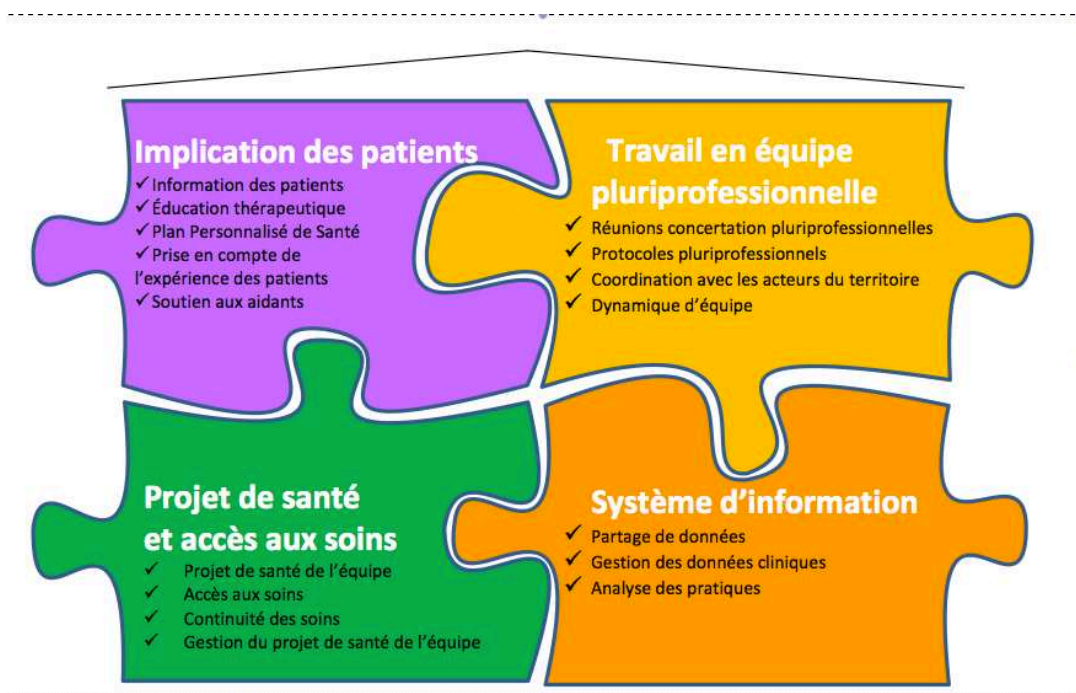 Implication des patients
✓Information des patients
✓Éducation thérapeutique
✓Plan Personnalisé de Santé
✓Prise en compte de
l'expérience des patients
✓Soutien aux aidants
Travail en équipe
pluriprofessionnelle
✓ Réunions concertation pluriprofessionnelles
✓ Protocoles pluriprofessionnels
✓ Coordination avec les acteurs du territoire
✓ Dynamique d'équipe
Projet de santé
et accès aux soins
✓ Projet de santé de l'équipe
✓ Accès aux soins
✓ Continuité des soins
✓ Gestion du projet de santé de l'équipe
Système d'information
✓ Partage de données
✓ Gestion des données cliniques
✓ Analyse des pratiques